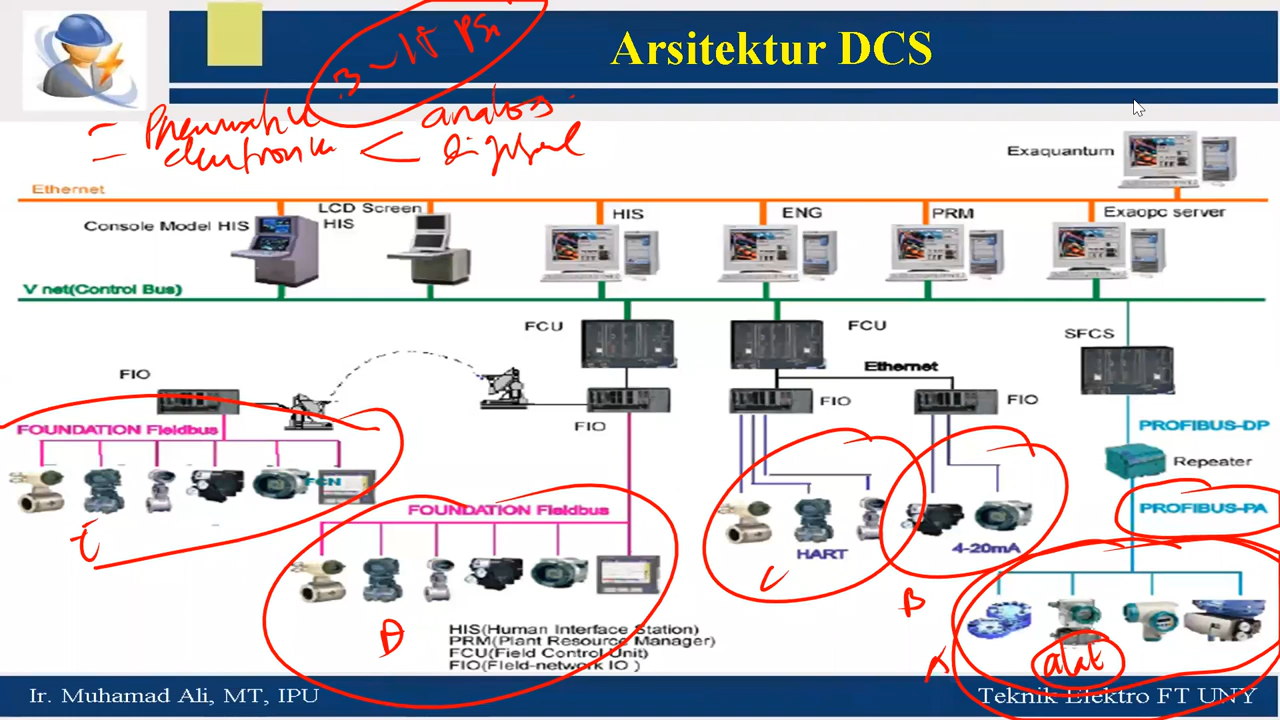 Arsitektur DCS
3 ~ 15 PSi
= Pneumatik
analog
= elektronik < Digital
Exaquantum
Ethernet
Console Model HIS
LCD Screen
HIS
HIS
ENG
PRM
Exaopc server
V net(Control Bus)
FCU
FCU
SFCS
Ethernet
FIO
FIO
FIO
FIO
FOUNDATION Fieldbus
FCN
PROFIBUS-DP
Repeater
FOUNDATION Fieldbus
PROFIBUS-PA
HART
4-20mA
C
B
D
A
alat
HIS(Human Interface Station)
PRM(Plant Resource Manager)
FCU(Field Control Unit)
FIO(Field-network IO )
Ir. Muhamad Ali, MT, IPU
Teknik Elektro FT UNY